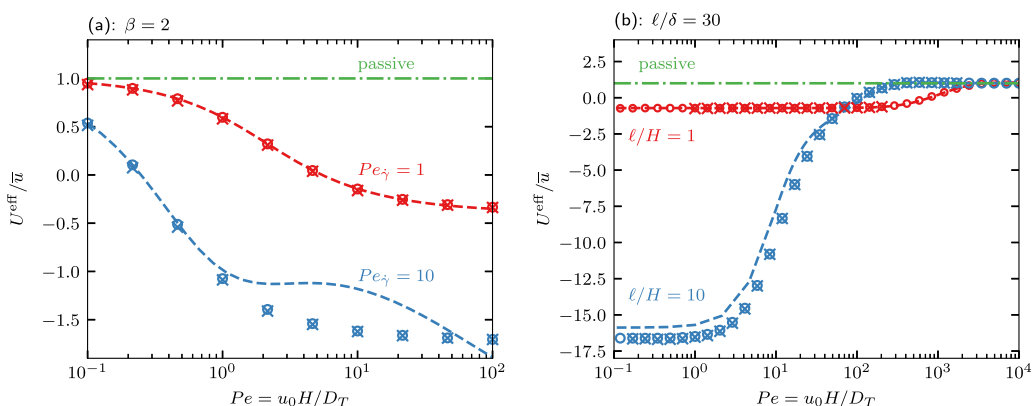 (a): β = 2
1.0
0.5
0.0
−0.5
−1.0
−1.5
U^eff/u̅
passive
Pe_γ̇ = 1
Pe_γ̇ = 10
10^−1
10^0
10^1
10^2
Pe = u_0H/D_T
(b): ℓ/δ = 30
2.5
0.0
−2.5
−5.0
−7.5
−10.0
−12.5
−15.0
−17.5
U^eff/u̅
passive
ℓ/H = 1
ℓ/H = 10
10^−1
10^0
10^1
10^2
10^3
10^4
Pe = u_0H/D_T